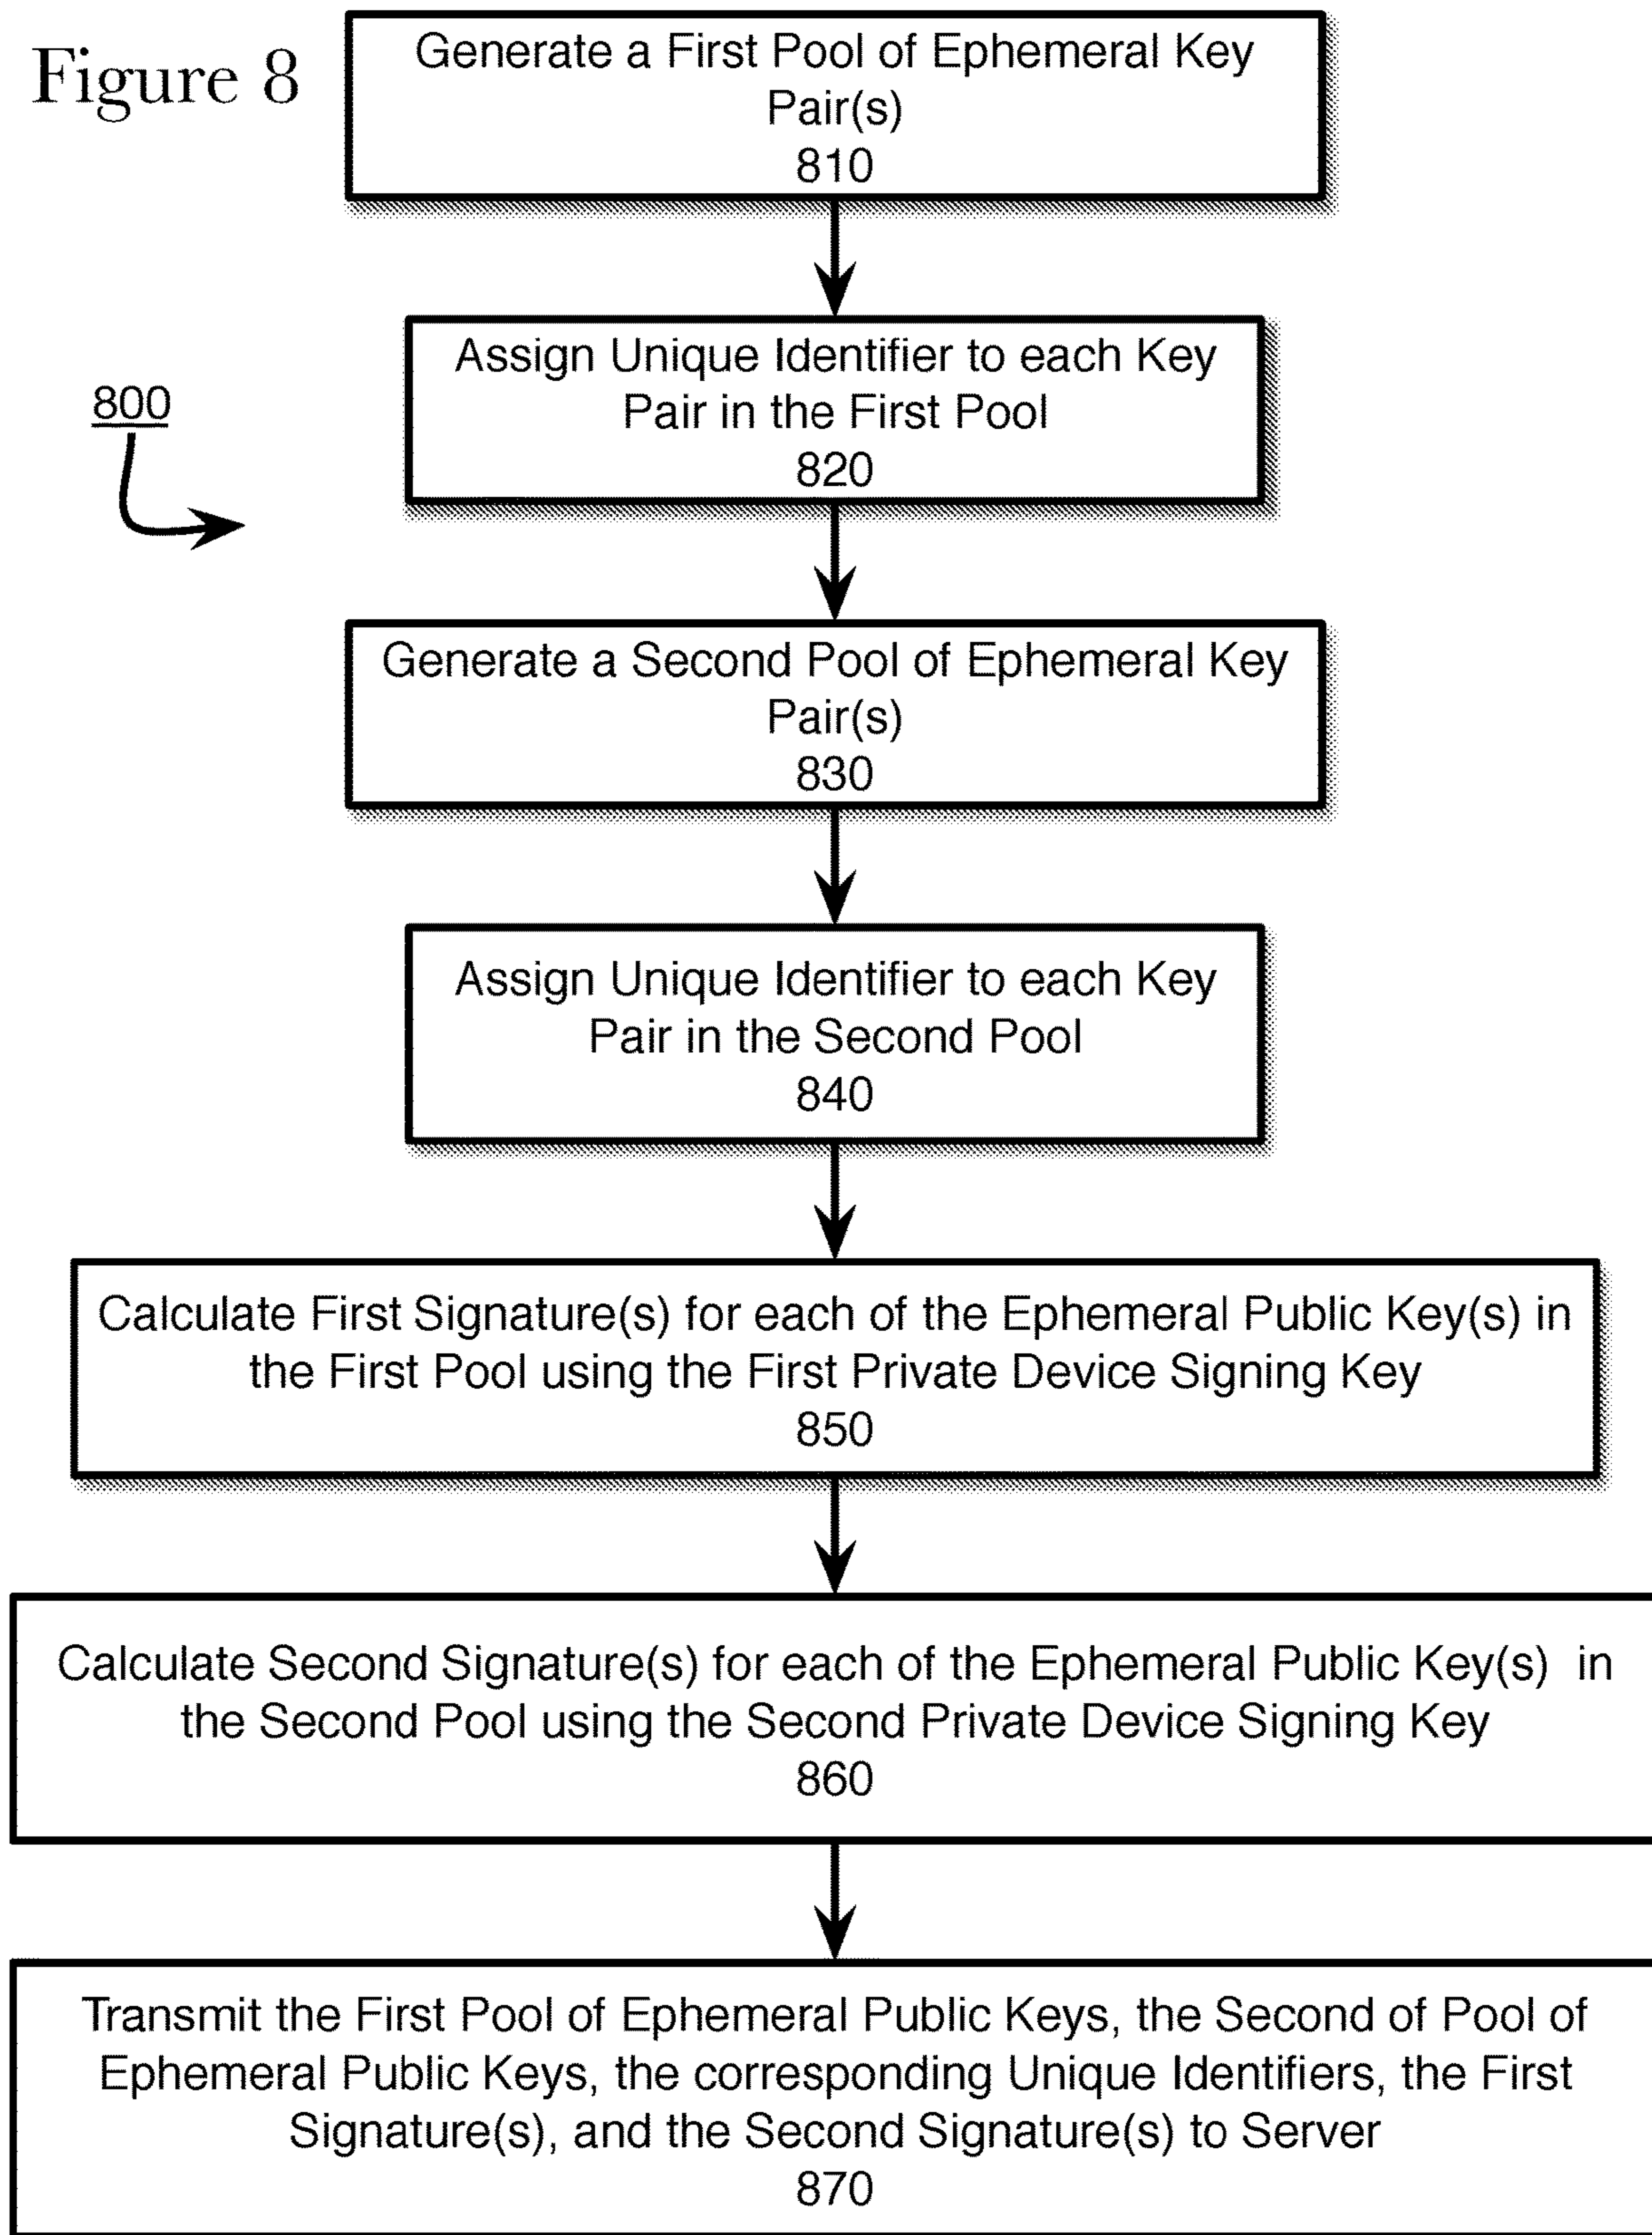 Figure 8
Generate a First Pool of Ephemeral Key
Pair(s)
810
Assign Unique Identifier to each Key
Pair in the First Pool
820
800
Generate a Second Pool of Ephemeral Key
Pair(s)
830
Assign Unique Identifier to each Key
Pair in the Second Pool
840
Calculate First Signature(s) for each of the Ephemeral Public Key(s) in
the First Pool using the First Private Device Signing Key
850
Calculate Second Signature(s) for each of the Ephemeral Public Key(s)  in
the Second Pool using the Second Private Device Signing Key
860
Transmit the First Pool of Ephemeral Public Keys, the Second of Pool of
Ephemeral Public Keys, the corresponding Unique Identifiers, the First
Signature(s), and the Second Signature(s) to Server
870